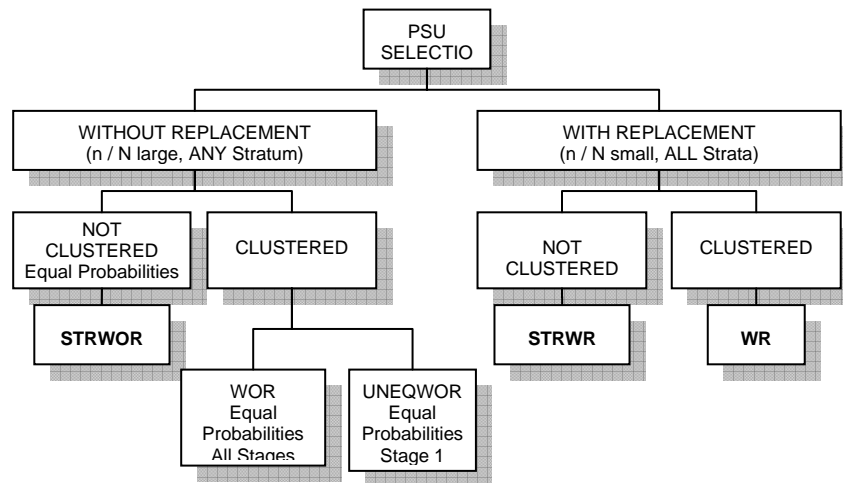 PSU
SELECTIO
WITHOUT REPLACEMENT
(n / N large, ANY Stratum)
WITH REPLACEMENT
(n / N small, ALL Strata)
NOT
CLUSTERED
Equal Probabilities
CLUSTERED
NOT
CLUSTERED
CLUSTERED
STRWOR
STRWR
WR
WOR
Equal
Probabilities
All Stages
UNEQWOR
Equal
Probabilities
Stage 1